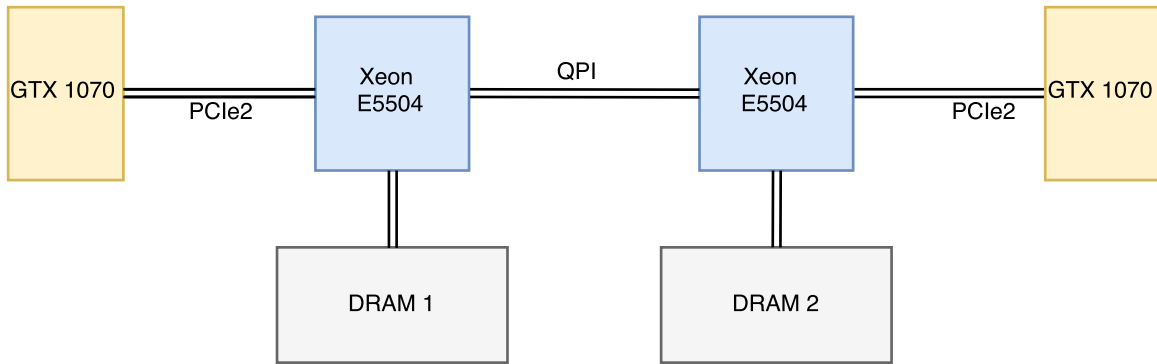 GTX 1070
PCIe2
Xeon
E5504
QPI
Xeon
E5504
PCIe2
GTX 1070
DRAM 1
DRAM 2